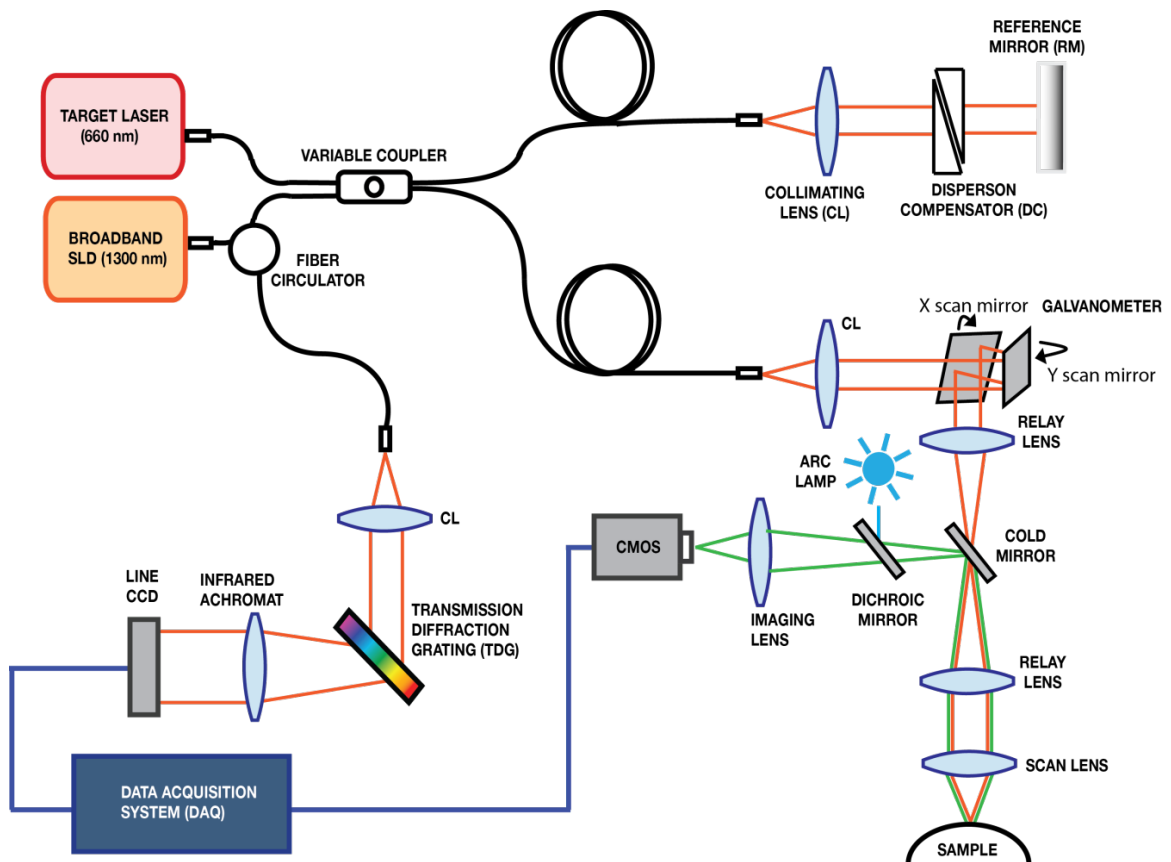 TARGET LASER
(660 nm)
BROADBAND
SLD (1300 nm)
VARIABLE COUPLER
FIBER
CIRCULATOR
COLLIMATING
LENS (CL)
DISPERSON
COMPENSATOR (DC)
REFERENCE
MIRROR (RM)
CL
X scan mirror
GALVANOMETER
Y scan mirror
RELAY
LENS
ARC
LAMP
COLD
MIRROR
CMOS
IMAGING
LENS
DICHROIC
MIRROR
CL
LINE
CCD
INFRARED
ACHROMAT
TRANSMISSION
DIFFRACTION
GRATING (TDG)
RELAY
LENS
SCAN LENS
DATA ACQUISITION
SYSTEM (DAQ)
SAMPLE